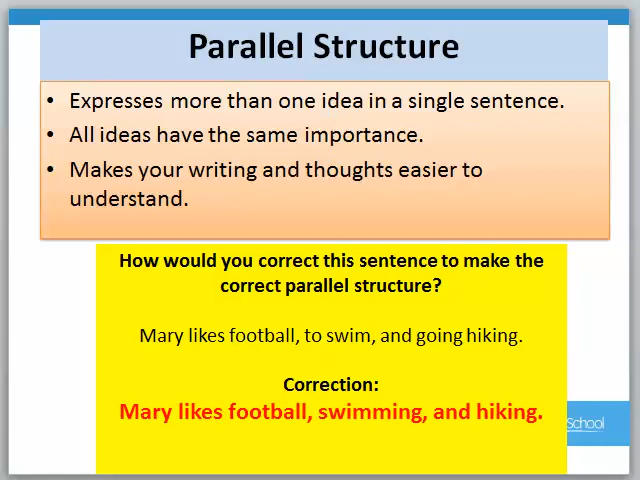 Parallel Structure
• Expresses more than one idea in a single sentence.
• All ideas have the same importance.
• Makes your writing and thoughts easier to
understand.
How would you correct this sentence to make the
correct parallel structure?
Mary likes football, to swim, and going hiking.
Correction:
Mary likes football, swimming, and hiking.
School